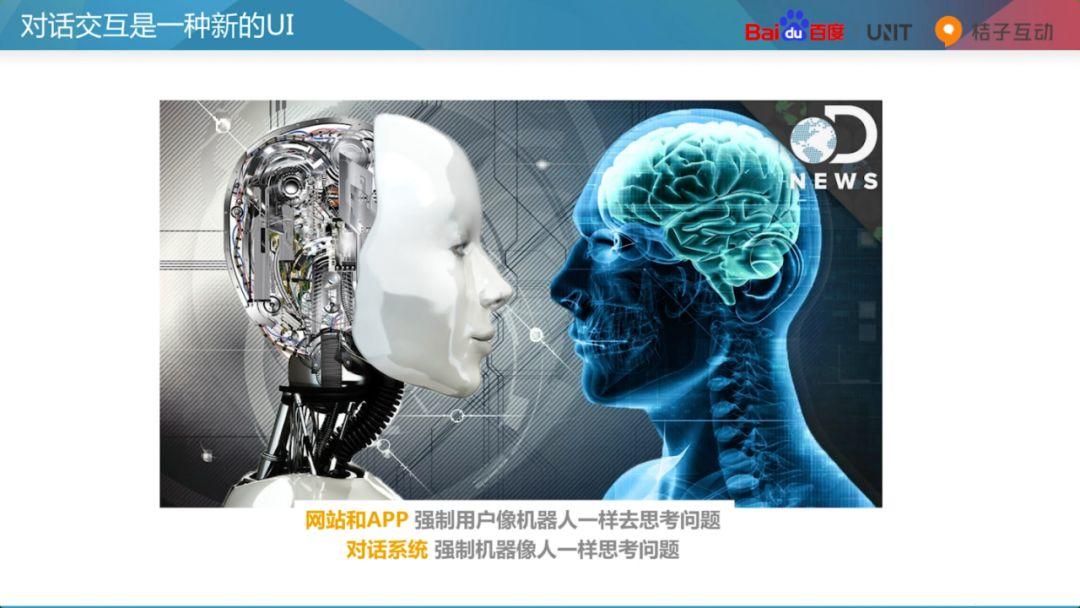 对话交互是一种新的UI
Bai du 百度 UNIT 桔子互动
D
NEWS
网站和APP 强制用户像机器人一样去思考问题
对话系统 强制机器像人一样思考问题